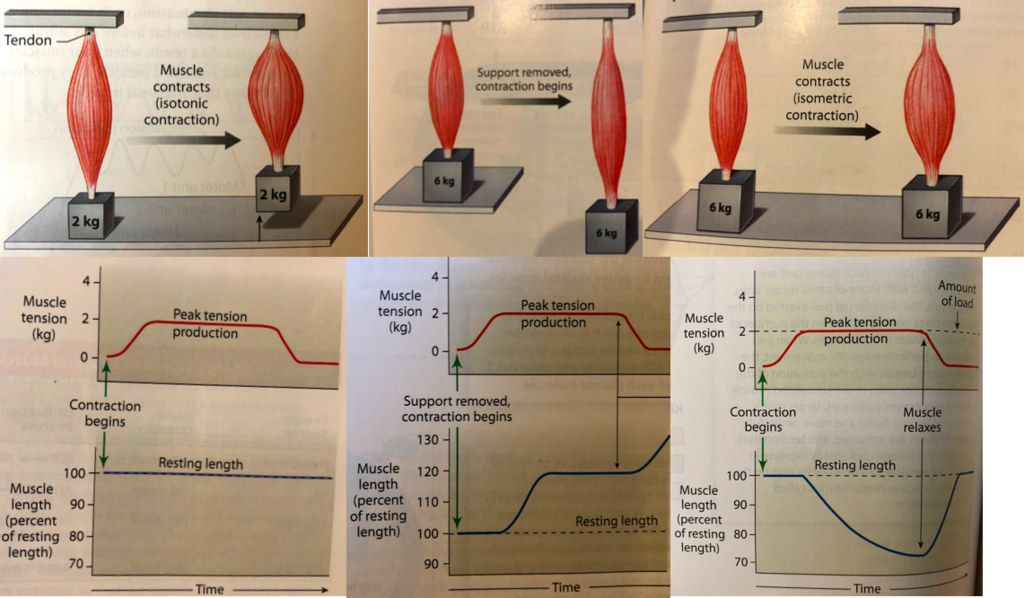 Tendon
Muscle
contracts
(isotonic
contraction)
2 kg
2 kg
Support removed,
contraction begins
6 kg
6 kg
Muscle
contracts
(isometric
contraction)
6 kg
6 kg
Muscle
tension
(kg)
4
2
0
Peak tension
production
Contraction
begins
Muscle
length
(percent
of resting
length)
100
90
80
70
Resting length
Time
Muscle
tension
(kg)
4
2
0
Peak tension
production
Support removed,
contraction begins
Muscle
length
(percent
of resting
length)
130
120
110
100
90
Resting length
Time
Muscle
tension
(kg)
4
2
0
Amount
of load
Peak tension
production
Contraction
begins
Muscle
relaxes
Muscle
length
(percent
of resting
length)
100
90
80
70
Resting length
Time